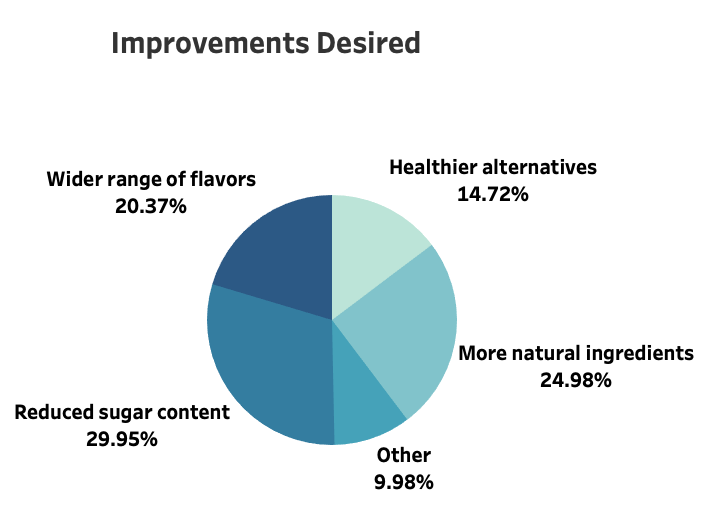 Improvements Desired
Healthier alternatives
14.72%
Wider range of flavors
20.37%
More natural ingredients
24.98%
Reduced sugar content
29.95%
Other
9.98%